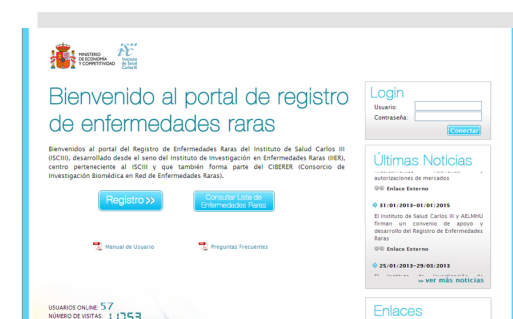 MINISTERIO
DE ECONOMÍA
Y COMPETITIVIDAD
Instituto
de Salud
Carlos III
Bienvenido al portal de registro
de enfermedades raras
Bienvenidos al portal del Registro de Enfermedades Raras del Instituto de Salud Carlos III
(ISCIII), desarrollado desde el seno del Instituto de Investigación en Enfermedades Raras (IIER),
centro perteneciente al ISCIII y que también forma parte del CIBERER (Consorcio de
Investigación Biomédica en Red de Enfermedades Raras).
Registro >>
Consultar Lista de
Enfermedades Raras
Manual de Usuario
Preguntas Frecuentes
USUARIOS ONLINE: 57
NÚMERO DE VISITAS: 11753
Login
Usuario:
Contraseña:
Conectar
Últimas Noticias
autorizaciones de mercados
Enlace Externo
31/01/2013-01/01/2015
El Instituto de Salud Carlos III y AELMHU
firman un convenio de apoyo y
desarrollo del Registro de Enfermedades
Raras
Enlace Externo
25/01/2013-29/03/2013
El instituto de investigación de
»» ver más noticias
Enlaces